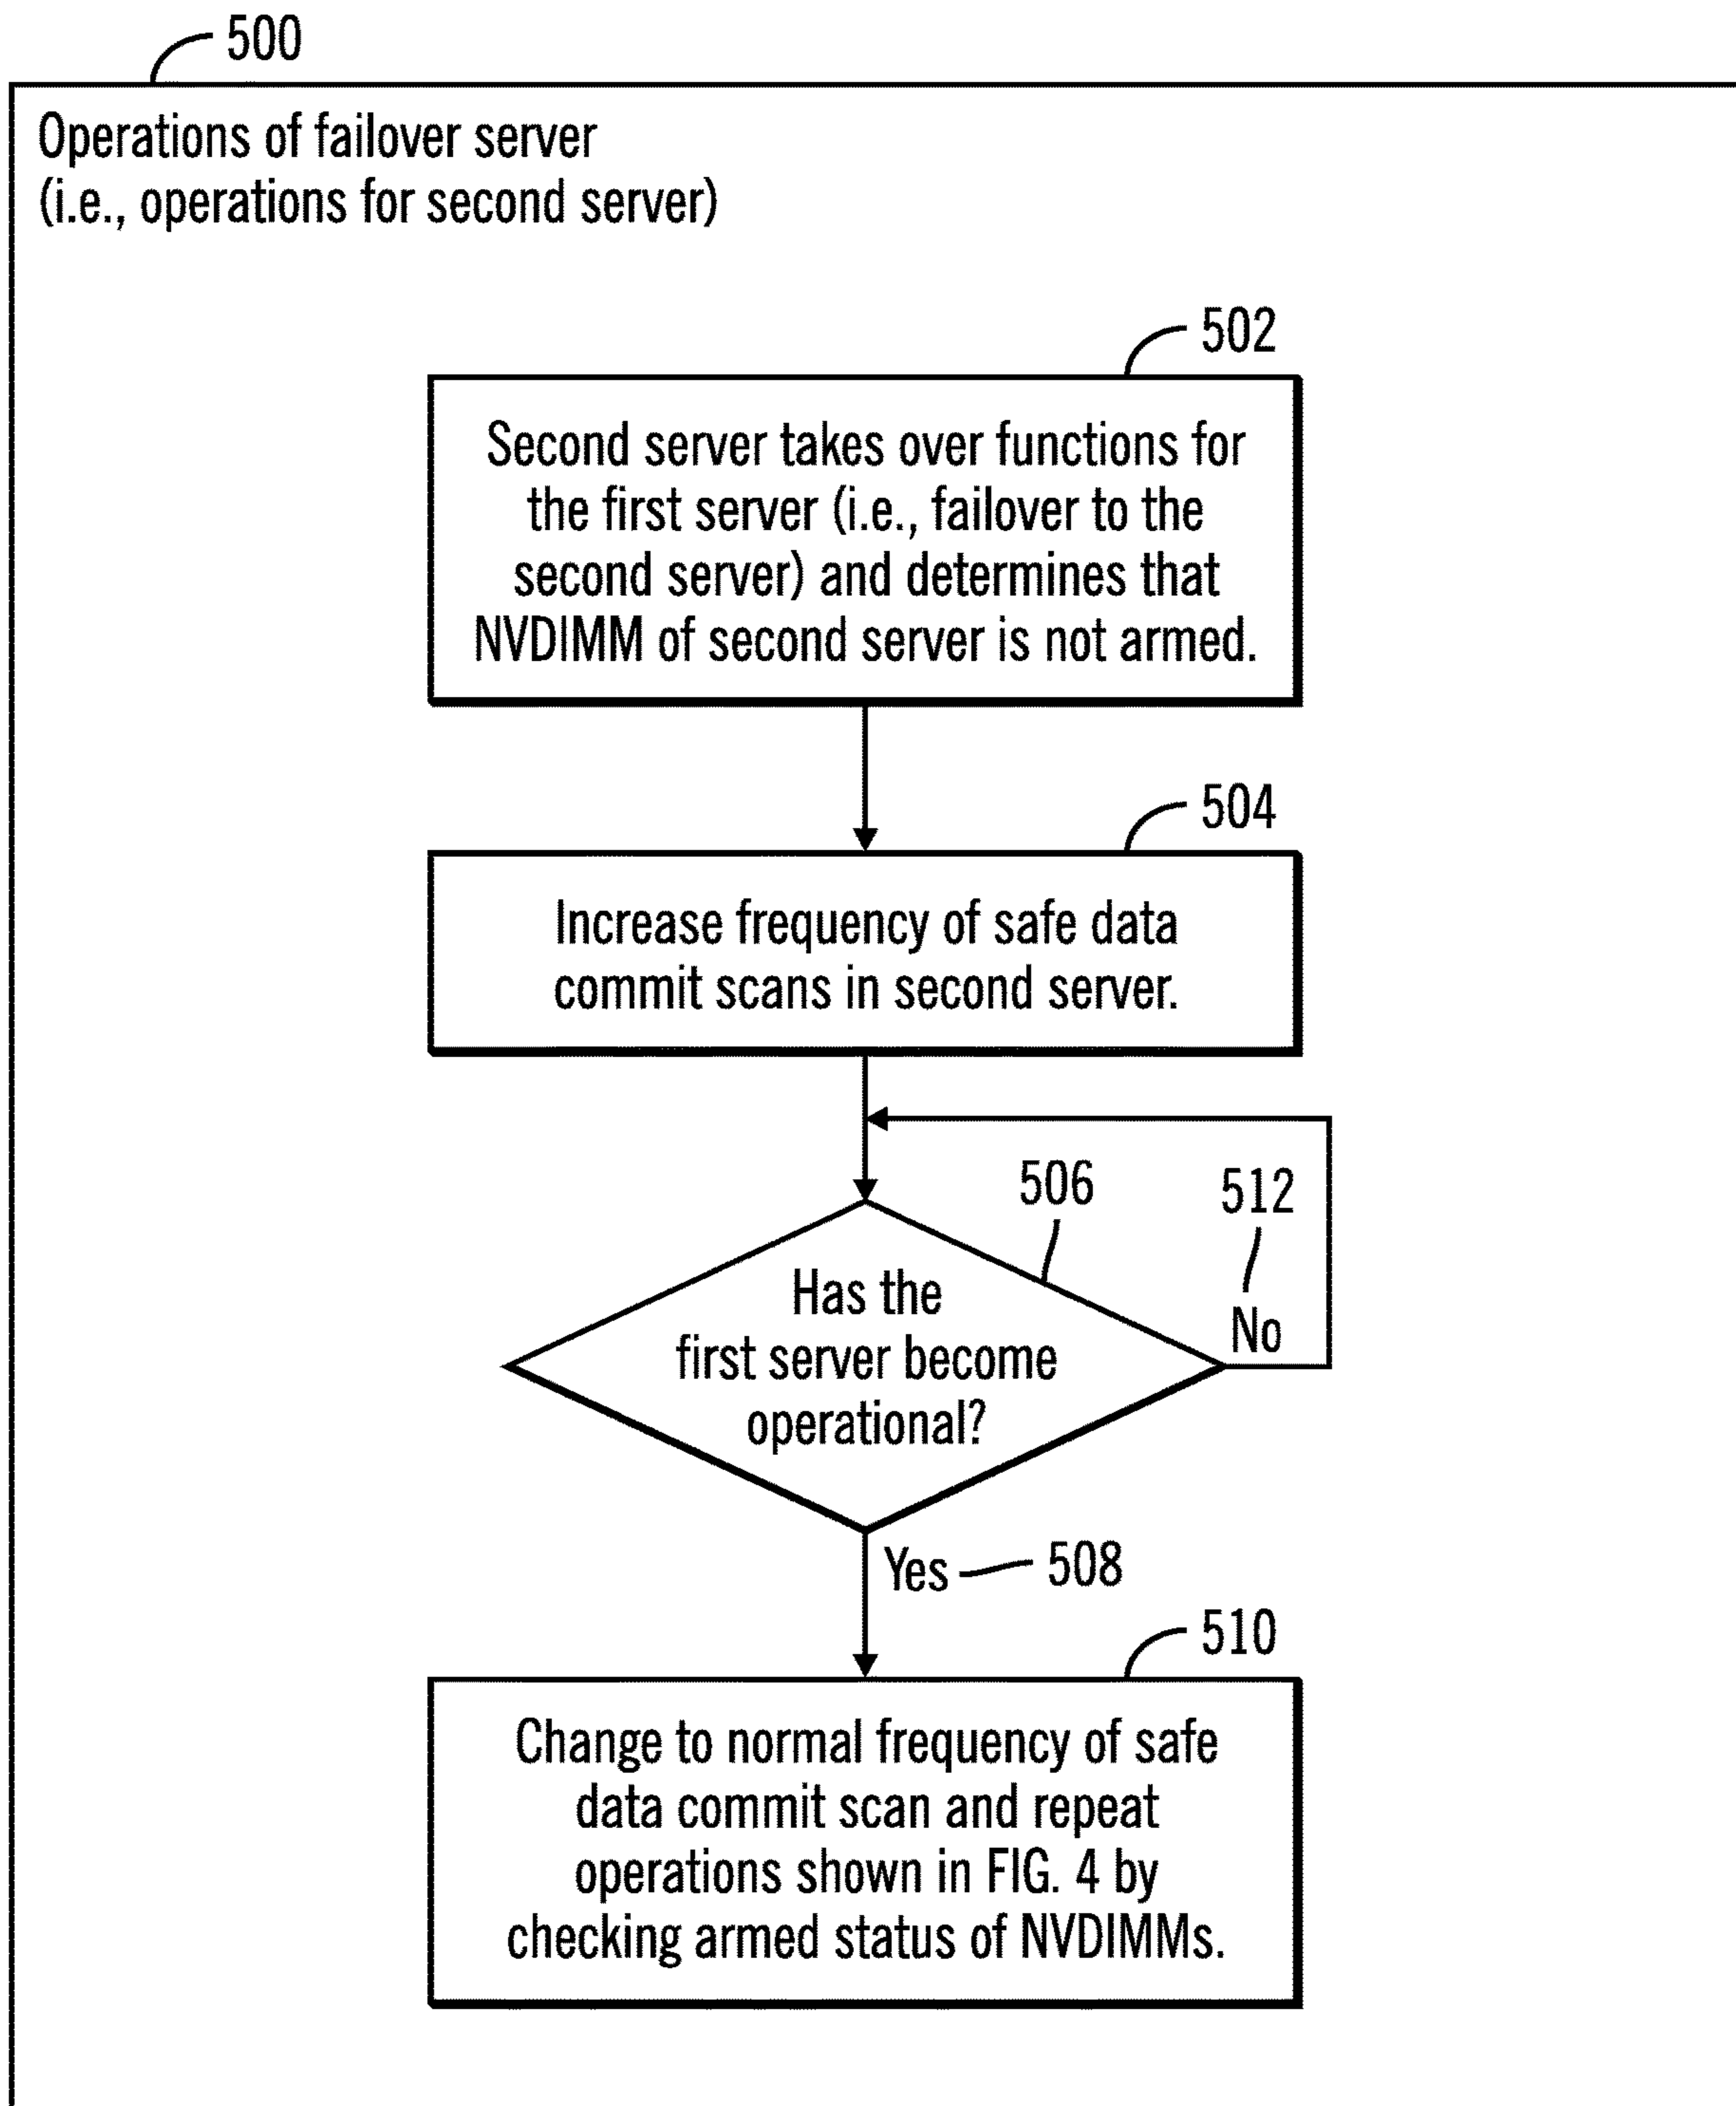 500
Operations of failover server
(i.e., operations for second server)
502
Second server takes over functions for
the first server (i.e., failover to the
second server) and determines that
NVDIMM of second server is not armed.
504
Increase frequency of safe data
commit scans in second server.
506
512
Has the
first server become
operational?
No
Yes
508
510
Change to normal frequency of safe
data commit scan and repeat
operations shown in FIG. 4 by
checking armed status of NVDIMMs.